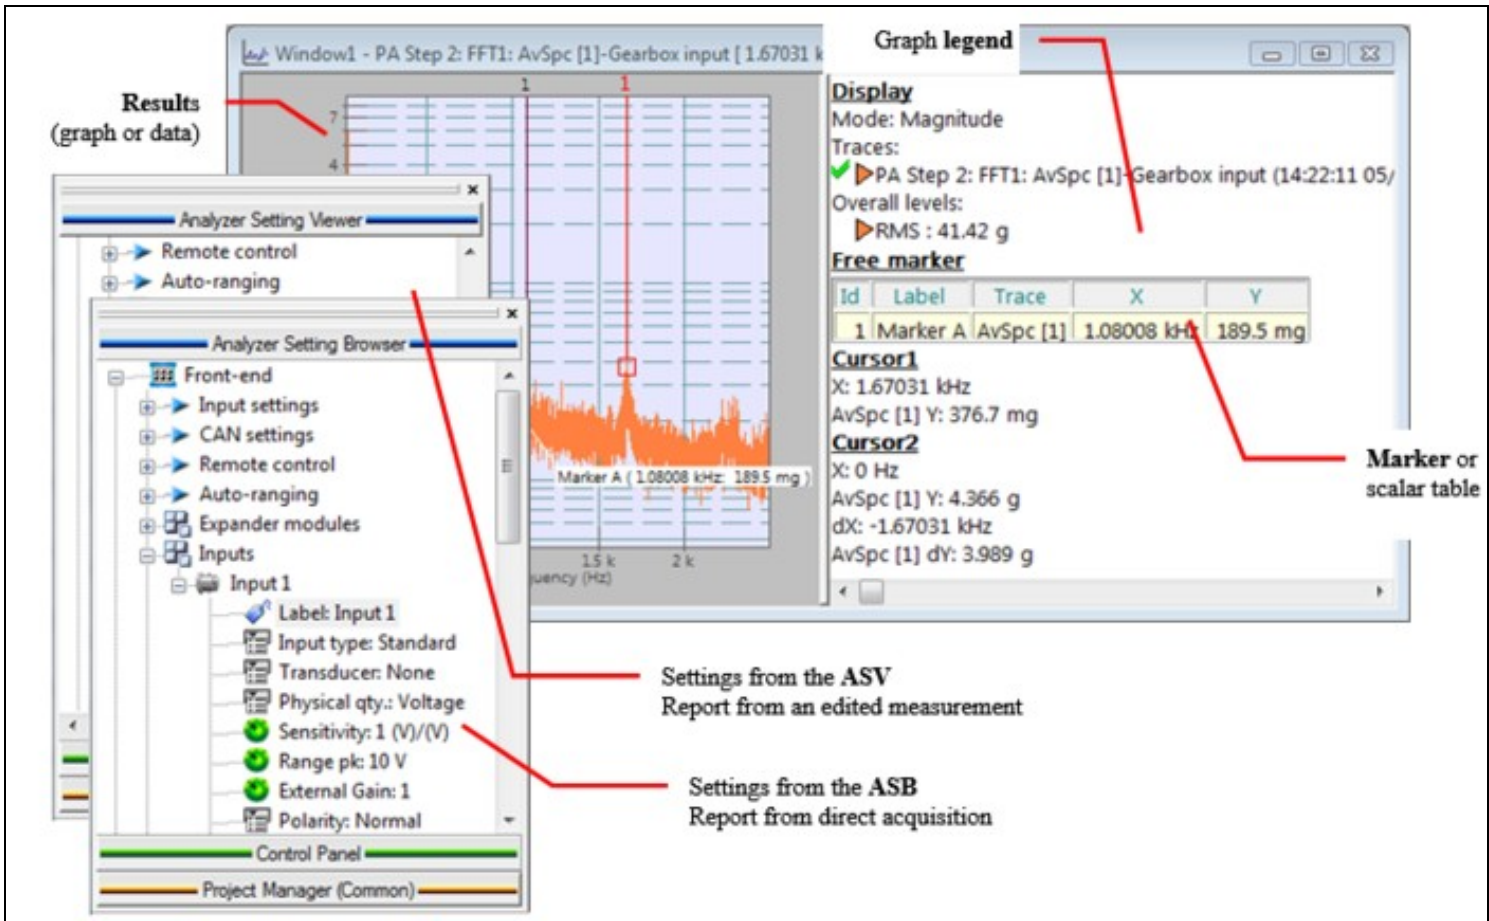 Window1 - PA Step 2: FFT1: AvSpc [1]-Gearbox input [ 1.67031 k
Graph legend
Results
(graph or data)
1
1
7
4
Display
Mode: Magnitude
Traces:
PA Step 2: FFT1: AvSpc [1]-Gearbox input (14:22:11 05/
Overall levels:
RMS : 41.42 g
Free marker
Id Label Trace X Y
1 Marker A AvSpc [1] 1.08008 kHz 189.5 mg
Cursor1
X: 1.67031 kHz
AvSpc [1] Y: 376.7 mg
Cursor2
X: 0 Hz
AvSpc [1] Y: 4.366 g
dX: -1.67031 kHz
AvSpc [1] dY: 3.989 g
Marker or
scalar table
Marker A ( 1.08008 kHz: 189.5 mg )
1.5 k
2 k
quency (Hz)
Analyzer Setting Viewer
Remote control
Auto-ranging
Analyzer Setting Browser
Front-end
Input settings
CAN settings
Remote control
Auto-ranging
Expander modules
Inputs
Input 1
Label: Input 1
Input type: Standard
Transducer: None
Physical qty.: Voltage
Sensitivity: 1 (V)/(V)
Range pk: 10 V
External Gain: 1
Polarity: Normal
Control Panel
Project Manager (Common)
Settings from the ASV
Report from an edited measurement
Settings from the ASB
Report from direct acquisition